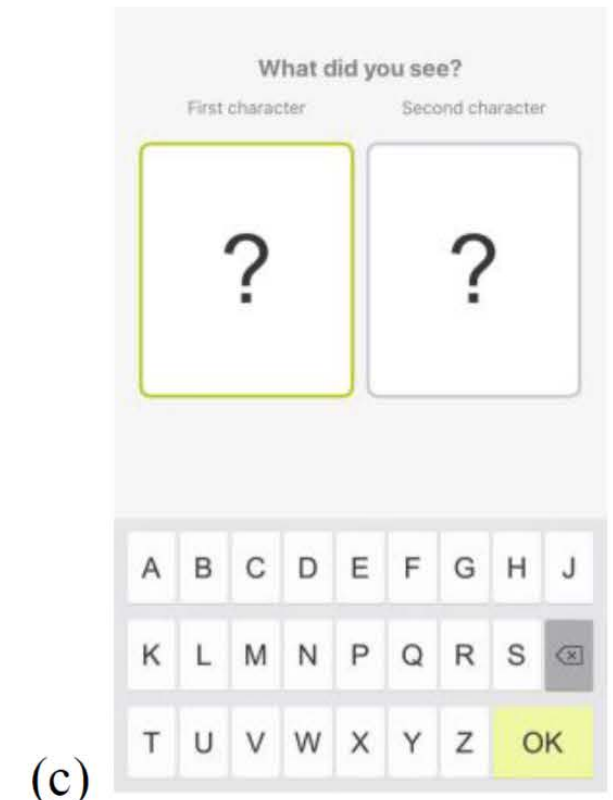 What did you see?
First character Second character
? ?
A B C D E F G H J
K L M N P Q R S
T U V W X Y Z OK
(c)